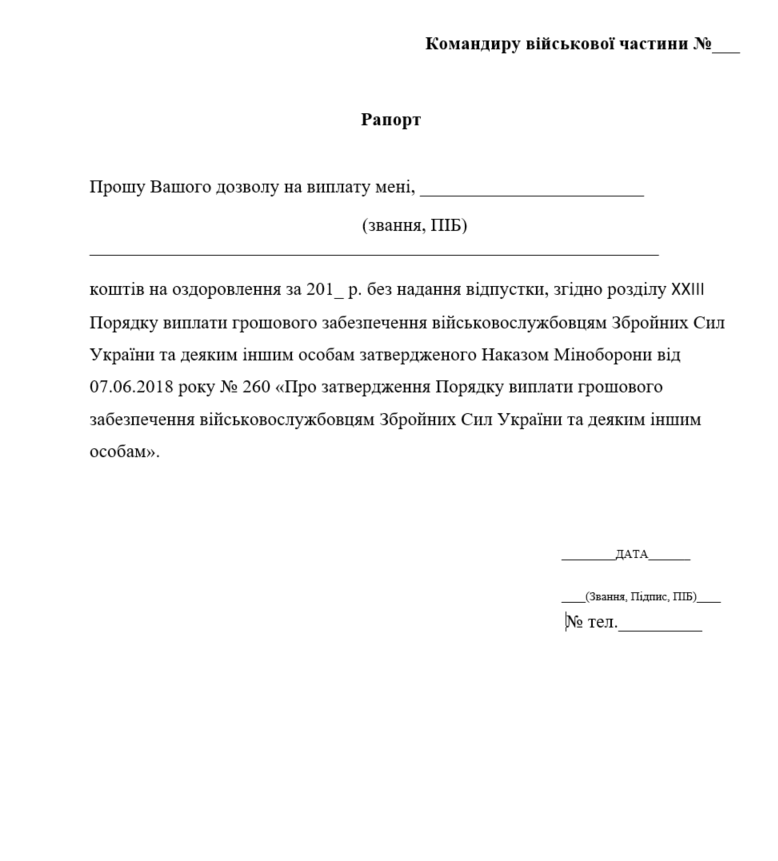 Командиру військової частини №___
Рапорт
Прошу Вашого дозволу на виплату мені, ________________________
(звання, ПІБ)
_____________________________________________________________
коштів на оздоровлення за 201_ р. без надання відпустки, згідно розділу XXIII
Порядку виплати грошового забезпечення військовослужбовцям Збройних Сил
України та деяким іншим особам затвердженого Наказом Міноборони від
07.06.2018 року № 260 «Про затвердження Порядку виплати грошового
забезпечення військовослужбовцям Збройних Сил України та деяким іншим
особам».
________ДАТА______
____(Звання, Підпис, ПІБ)____
№ тел._________